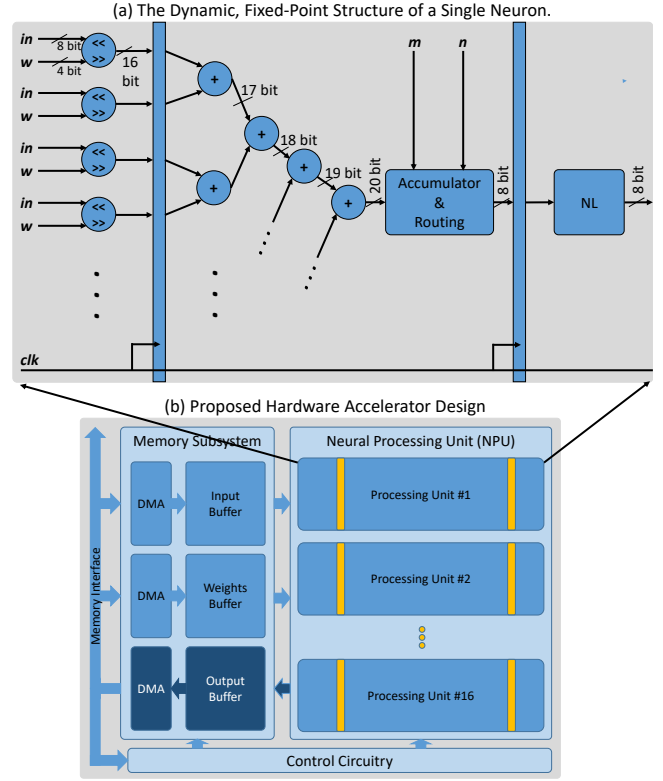 (a) The Dynamic, Fixed-Point Structure of a Single Neuron.
in
8 bit
w
4 bit
<<
>>
16
bit
in
w
<<
>>
in
w
<<
>>
in
w
<<
>>
+
+
17 bit
+
18 bit
+
19 bit
+
20 bit
m
n
Accumulator
&
Routing
8 bit
NL
8 bit
clk
(b) Proposed Hardware Accelerator Design
Memory Interface
Memory Subsystem
DMA
Input
Buffer
DMA
Weights
Buffer
DMA
Output
Buffer
Neural Processing Unit (NPU)
Processing Unit #1
Processing Unit #2
Processing Unit #16
Control Circuitry